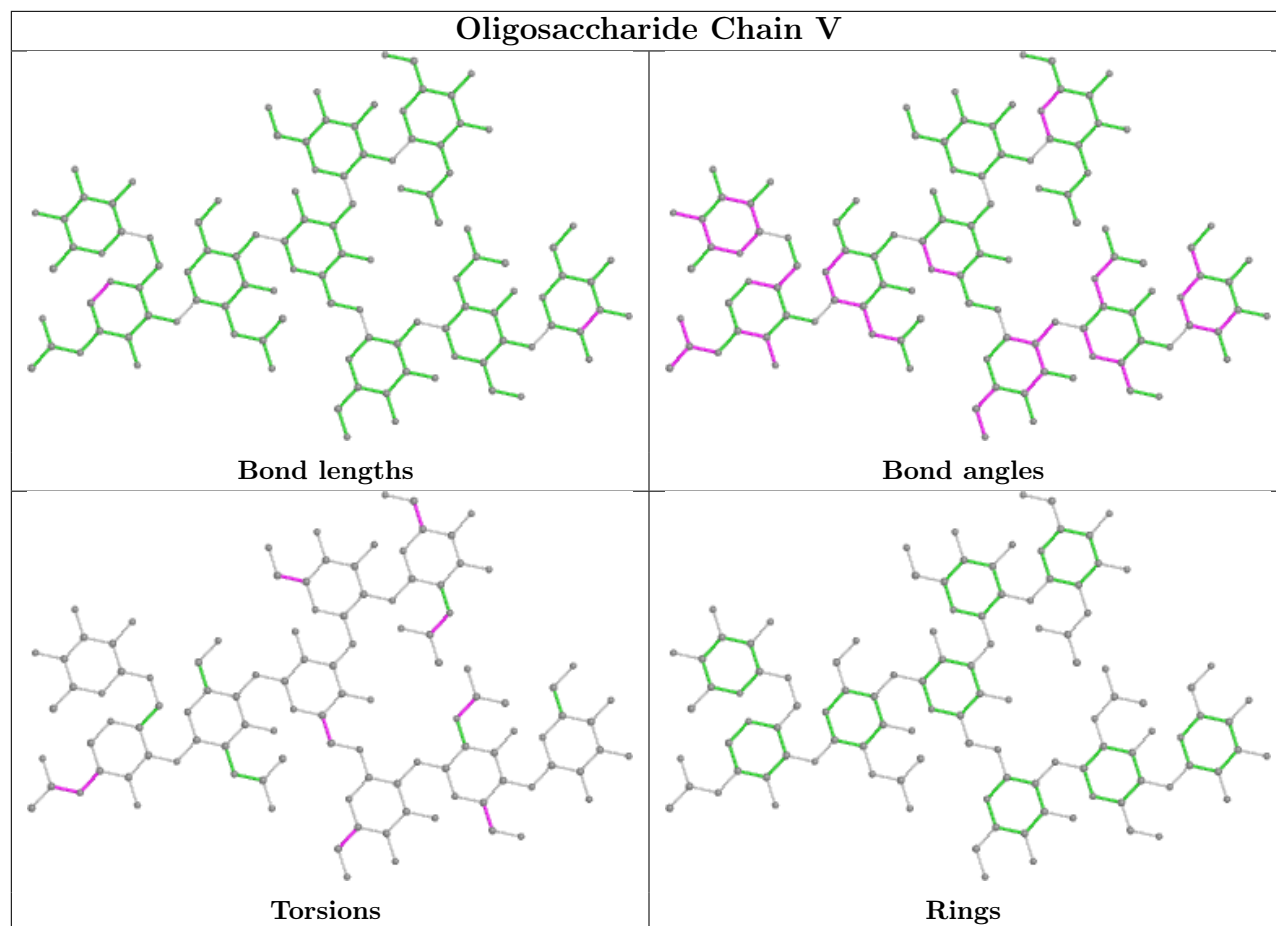 Oligosaccharide Chain V
Bond lengths
Bond angles
Torsions
Rings